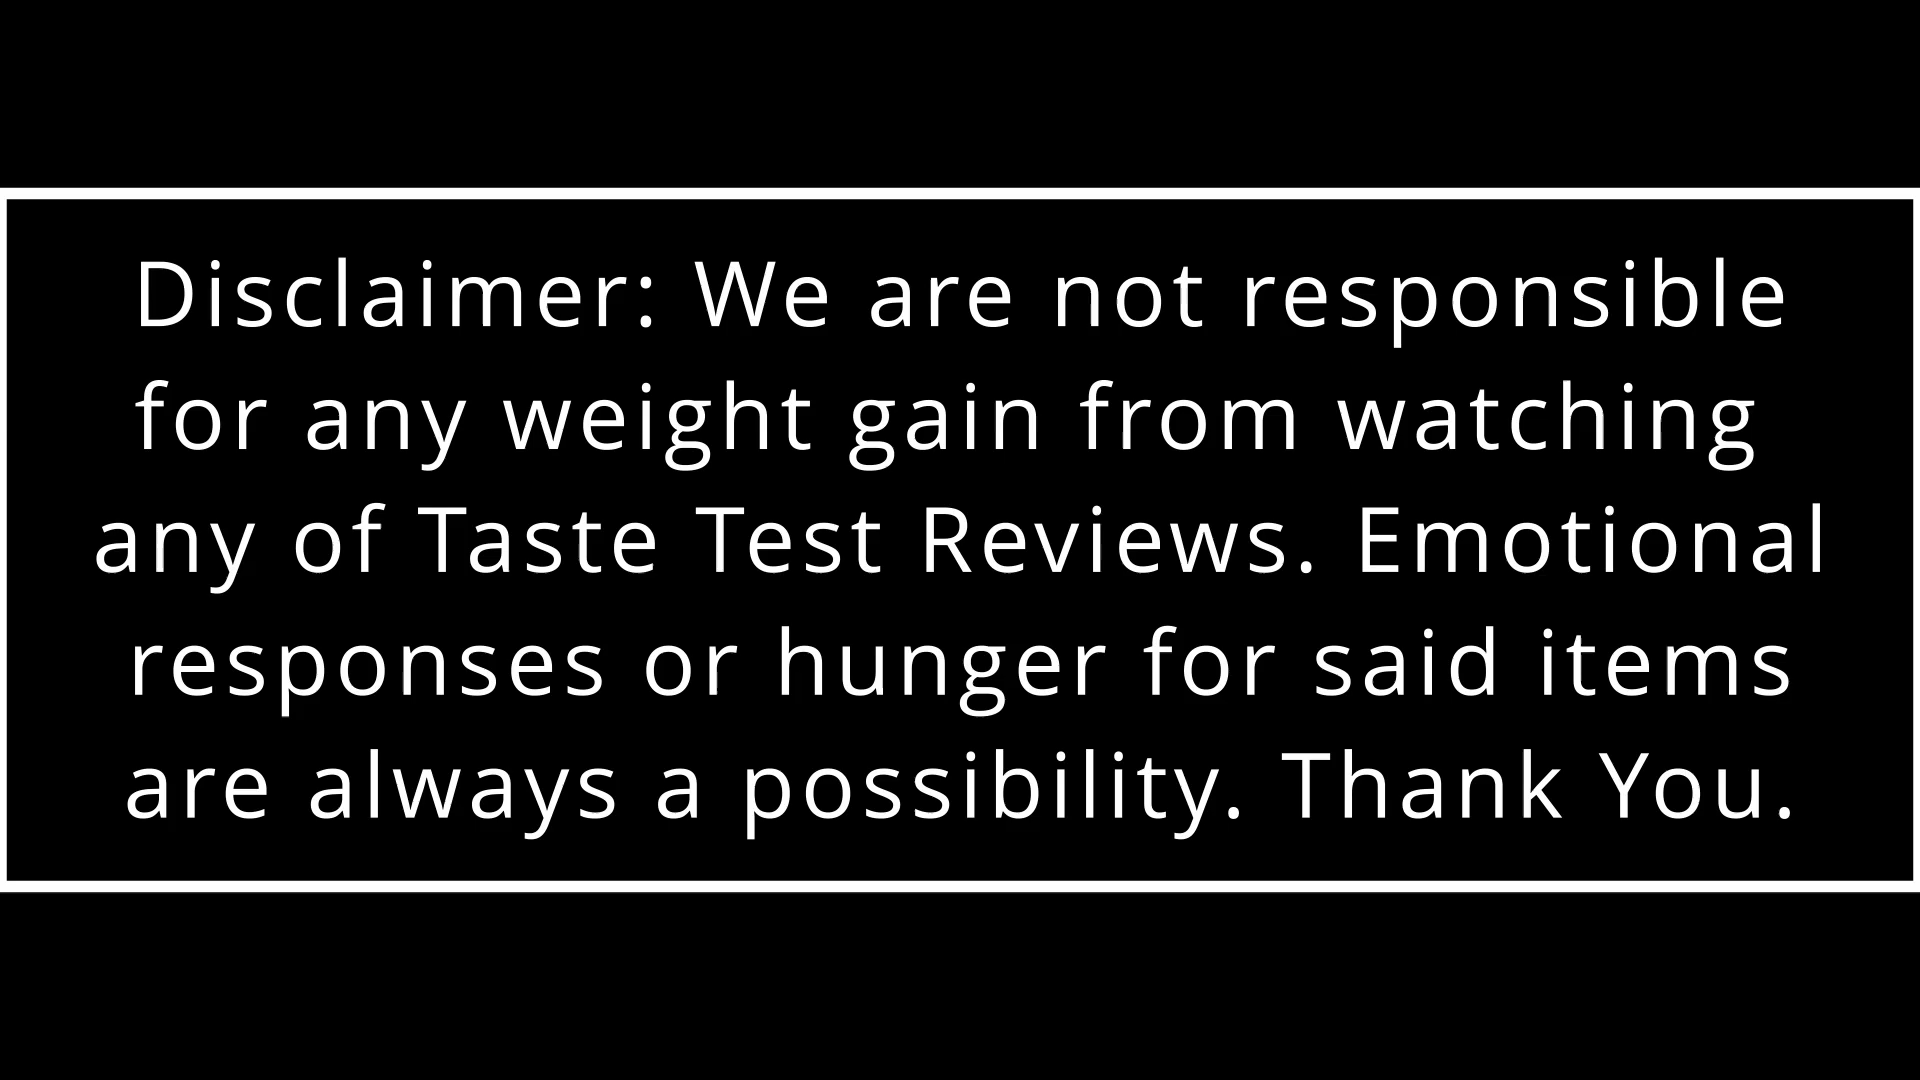 Disclaimer: We are not responsible
for any weight gain from watching
any of Taste Test Reviews. Emotional
responses or hunger for said items
are always a possibility. Thank You.